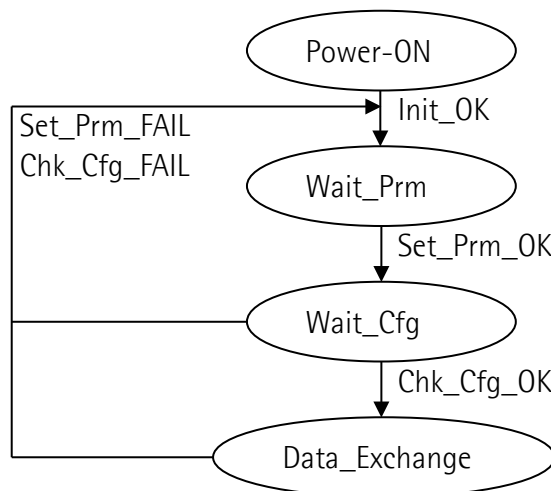 Power-ON
Init_OK
Set_Prm_FAIL
Chk_Cfg_FAIL
Wait_Prm
Set_Prm_OK
Wait_Cfg
Chk_Cfg_OK
Data_Exchange